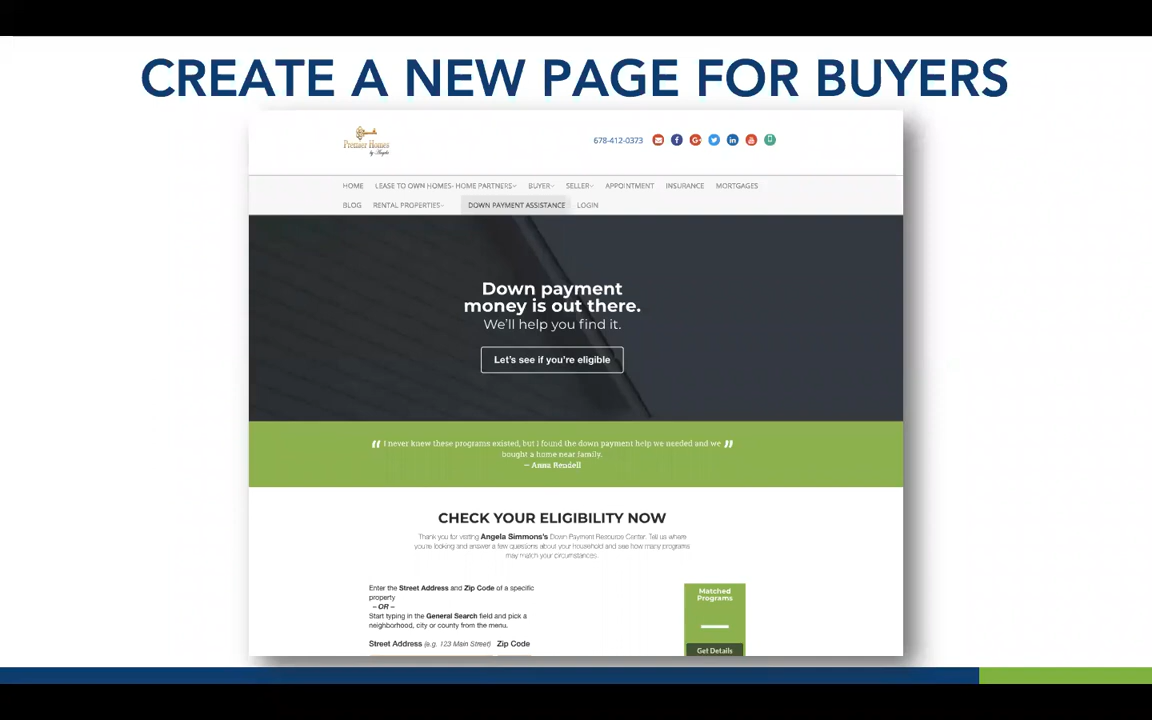 CREATE A NEW PAGE FOR BUYERS
Premier Homes
by Angela
678-412-0373
HOME LEASE TO OWN HOMES- HOME PARTNERS BUYER SELLER APPOINTMENT INSURANCE MORTGAGES
BLOG RENTAL PROPERTIES DOWN PAYMENT ASSISTANCE LOGIN
Down payment
money is out there.
We'll help you find it.
Let's see if you're eligible
“ I never knew these programs existed, but I found the down payment help we needed and we ”
bought a home near family.
— Anna Rendell
CHECK YOUR ELIGIBILITY NOW
Thank you for visiting Angela Simmons's Down Payment Resource Center. Tell us where
you're looking and answer a few questions about your household and see how many programs
may match your circumstances.
Enter the Street Address and Zip Code of a specific
property
– OR –
Start typing in the General Search field and pick a
neighborhood, city or county from the menu.
Street Address (e.g. 123 Main Street) Zip Code
Matched
Programs
Get Details